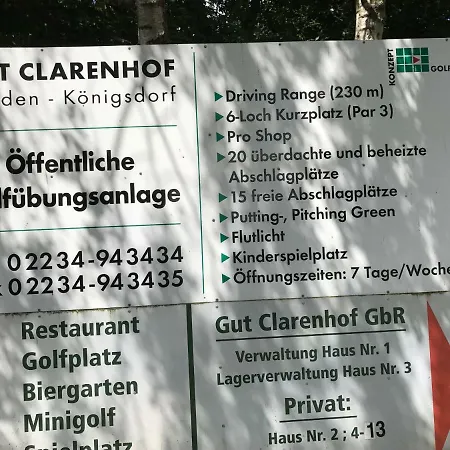 T CLARENHOF
den - Königsdorf
Öffentliche
lfübungsanlage
02234-943434
02234-943435
KONZEPT
GOL
Driving Range (230 m)
6-Loch Kurzplatz (Par 3)
Pro Shop
20 überdachte und beheizte
Abschlagplätze
15 freie Abschlagplätze
Putting-, Pitching Green
Flutlicht
Kinderspielplatz
Öffnungszeiten: 7 Tage/Woche
Restaurant
Golfplatz
Biergarten
Minigolf
Spielplatz
Gut Clarenhof GbR
Verwaltung Haus Nr. 1
Lagerverwaltung Haus Nr. 3
Privat:
Haus Nr. 2 ; 4-13